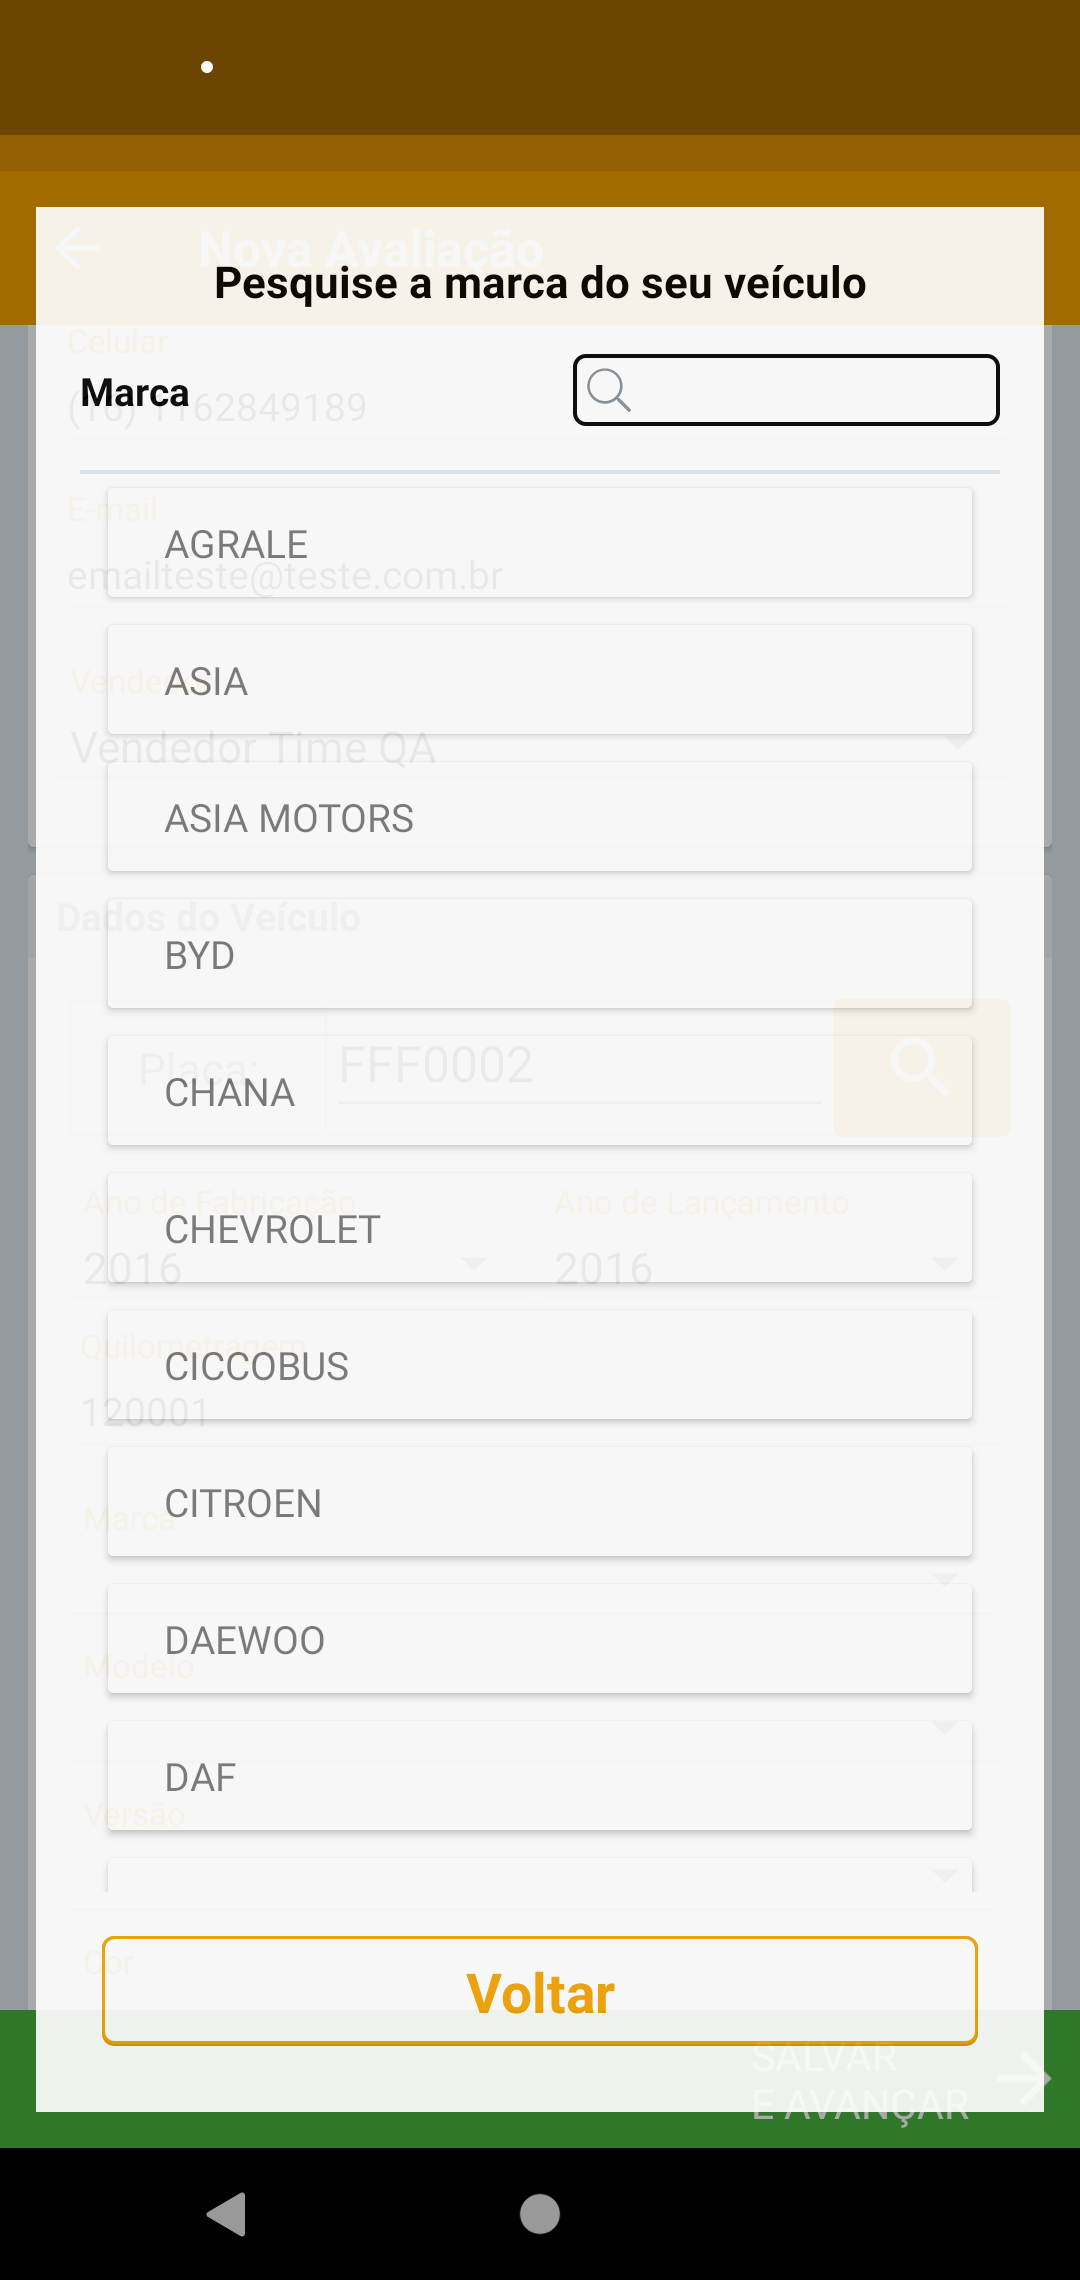 Nova Avaliação
Pesquise a marca do seu veículo
Celular
Marca
(16) 1162849189
E-mail
AGRALE
emailteste@teste.com.br
ASIA
Vendedor Time QA
ASIA MOTORS
Dados do Veículo
BYD
Placa: FFF0002
CHANA
Ano de Fabricação Ano de Lançamento
CHEVROLET
2016 2016
Quilometragem
CICCOBUS
120001
CITROEN
Marca
DAEWOO
Modelo
DAF
Versão
Cor
Voltar
SALVAR
E AVANÇAR